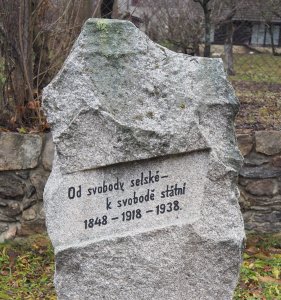 Od svobody selské –
k svobodě státní
1848 – 1918 – 1938.